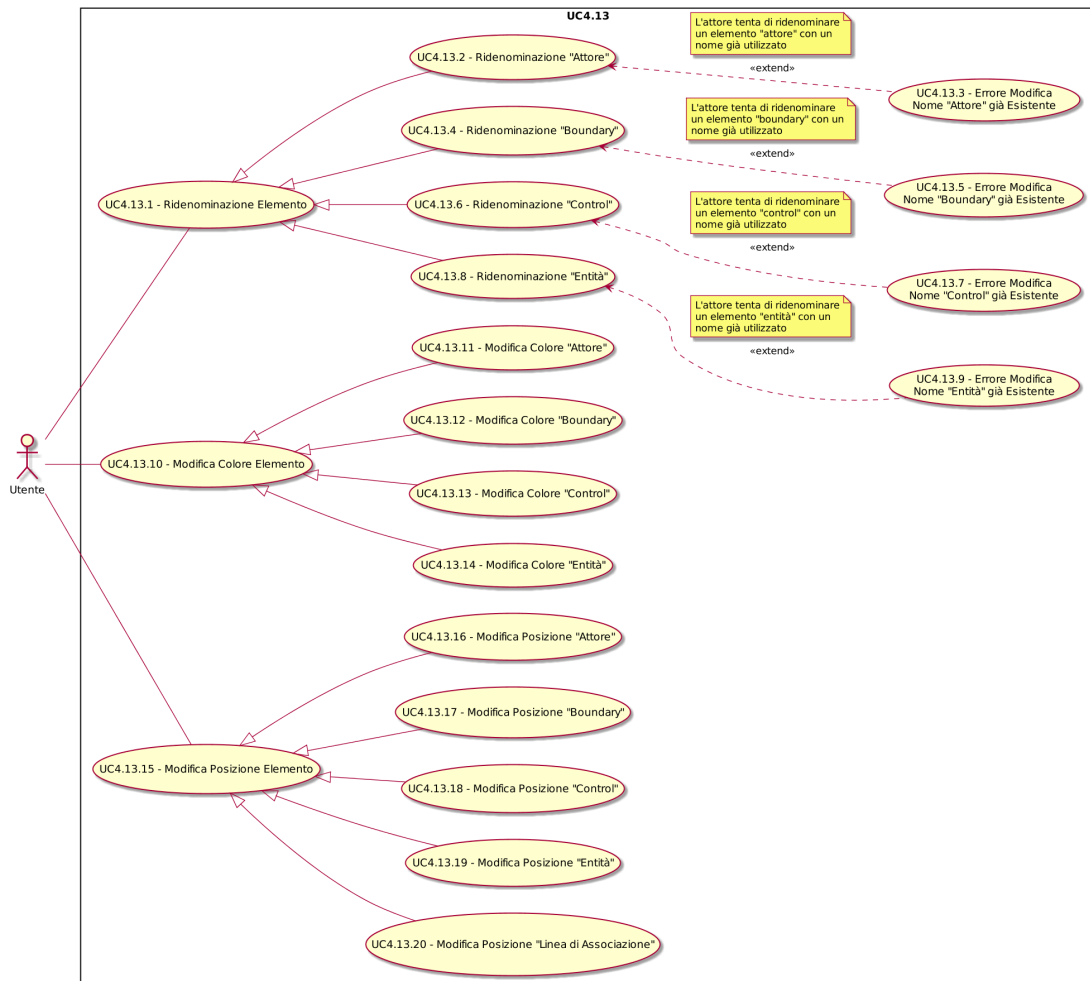 UC4.13
L'attore tenta di ridenominare
un elemento "attore" con un
nome già utilizzato
UC4.13.2 - Ridenominazione "Attore"
«extend»
UC4.13.3 - Errore Modifica
Nome "Attore" già Esistente
L'attore tenta di ridenominare
un elemento "boundary" con un
nome già utilizzato
UC4.13.4 - Ridenominazione "Boundary"
«extend»
UC4.13.5 - Errore Modifica
Nome "Boundary" già Esistente
UC4.13.1 - Ridenominazione Elemento
UC4.13.6 - Ridenominazione "Control"
L'attore tenta di ridenominare
un elemento "control" con un
nome già utilizzato
«extend»
UC4.13.7 - Errore Modifica
Nome "Control" già Esistente
UC4.13.8 - Ridenominazione "Entità"
L'attore tenta di ridenominare
un elemento "entità" con un
nome già utilizzato
«extend»
UC4.13.9 - Errore Modifica
Nome "Entità" già Esistente
UC4.13.11 - Modifica Colore "Attore"
UC4.13.12 - Modifica Colore "Boundary"
UC4.13.10 - Modifica Colore Elemento
Utente
UC4.13.13 - Modifica Colore "Control"
UC4.13.14 - Modifica Colore "Entità"
UC4.13.16 - Modifica Posizione "Attore"
UC4.13.17 - Modifica Posizione "Boundary"
UC4.13.15 - Modifica Posizione Elemento
UC4.13.18 - Modifica Posizione "Control"
UC4.13.19 - Modifica Posizione "Entità"
UC4.13.20 - Modifica Posizione "Linea di Associazione"